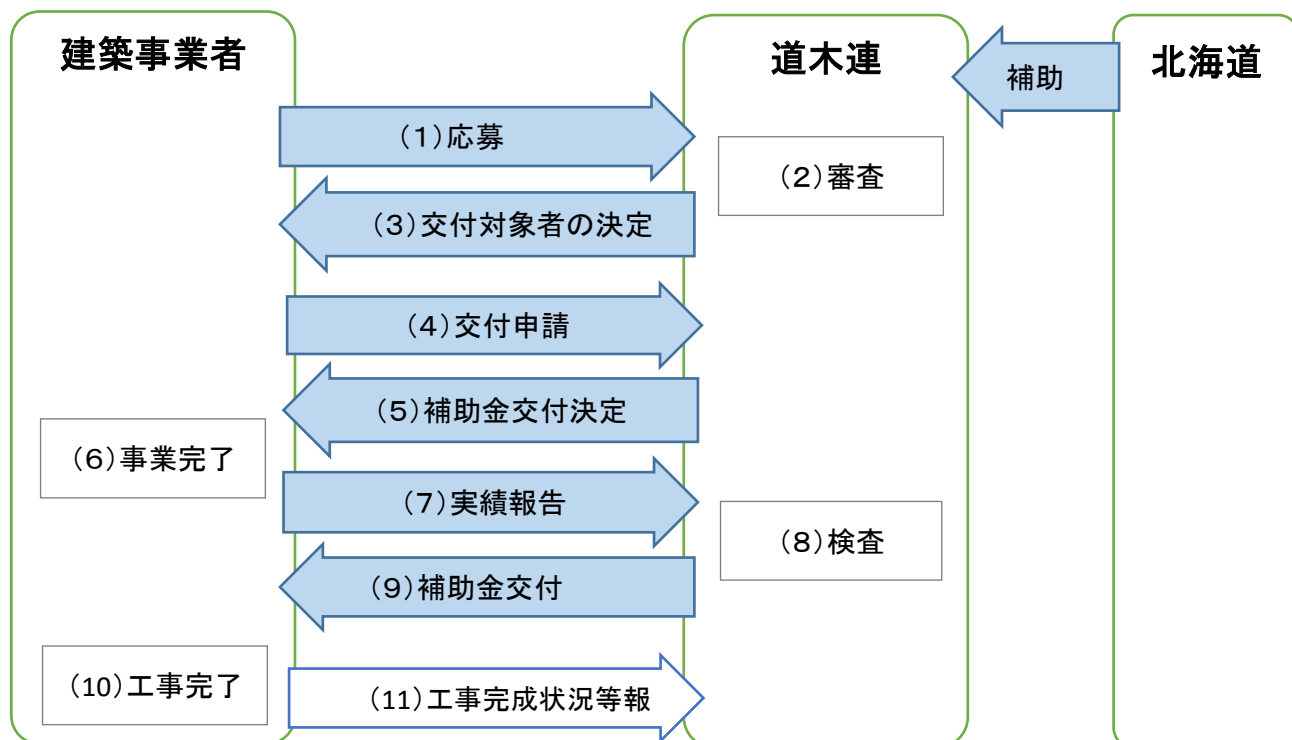 建築事業者
道木連
北海道
補助
（１）応募
（２）審査
（３）交付対象者の決定
（４）交付申請
（５）補助金交付決定
（６）事業完了
（７）実績報告
（８）検査
（９）補助金交付
（10）工事完了
（11）工事完成状況等報